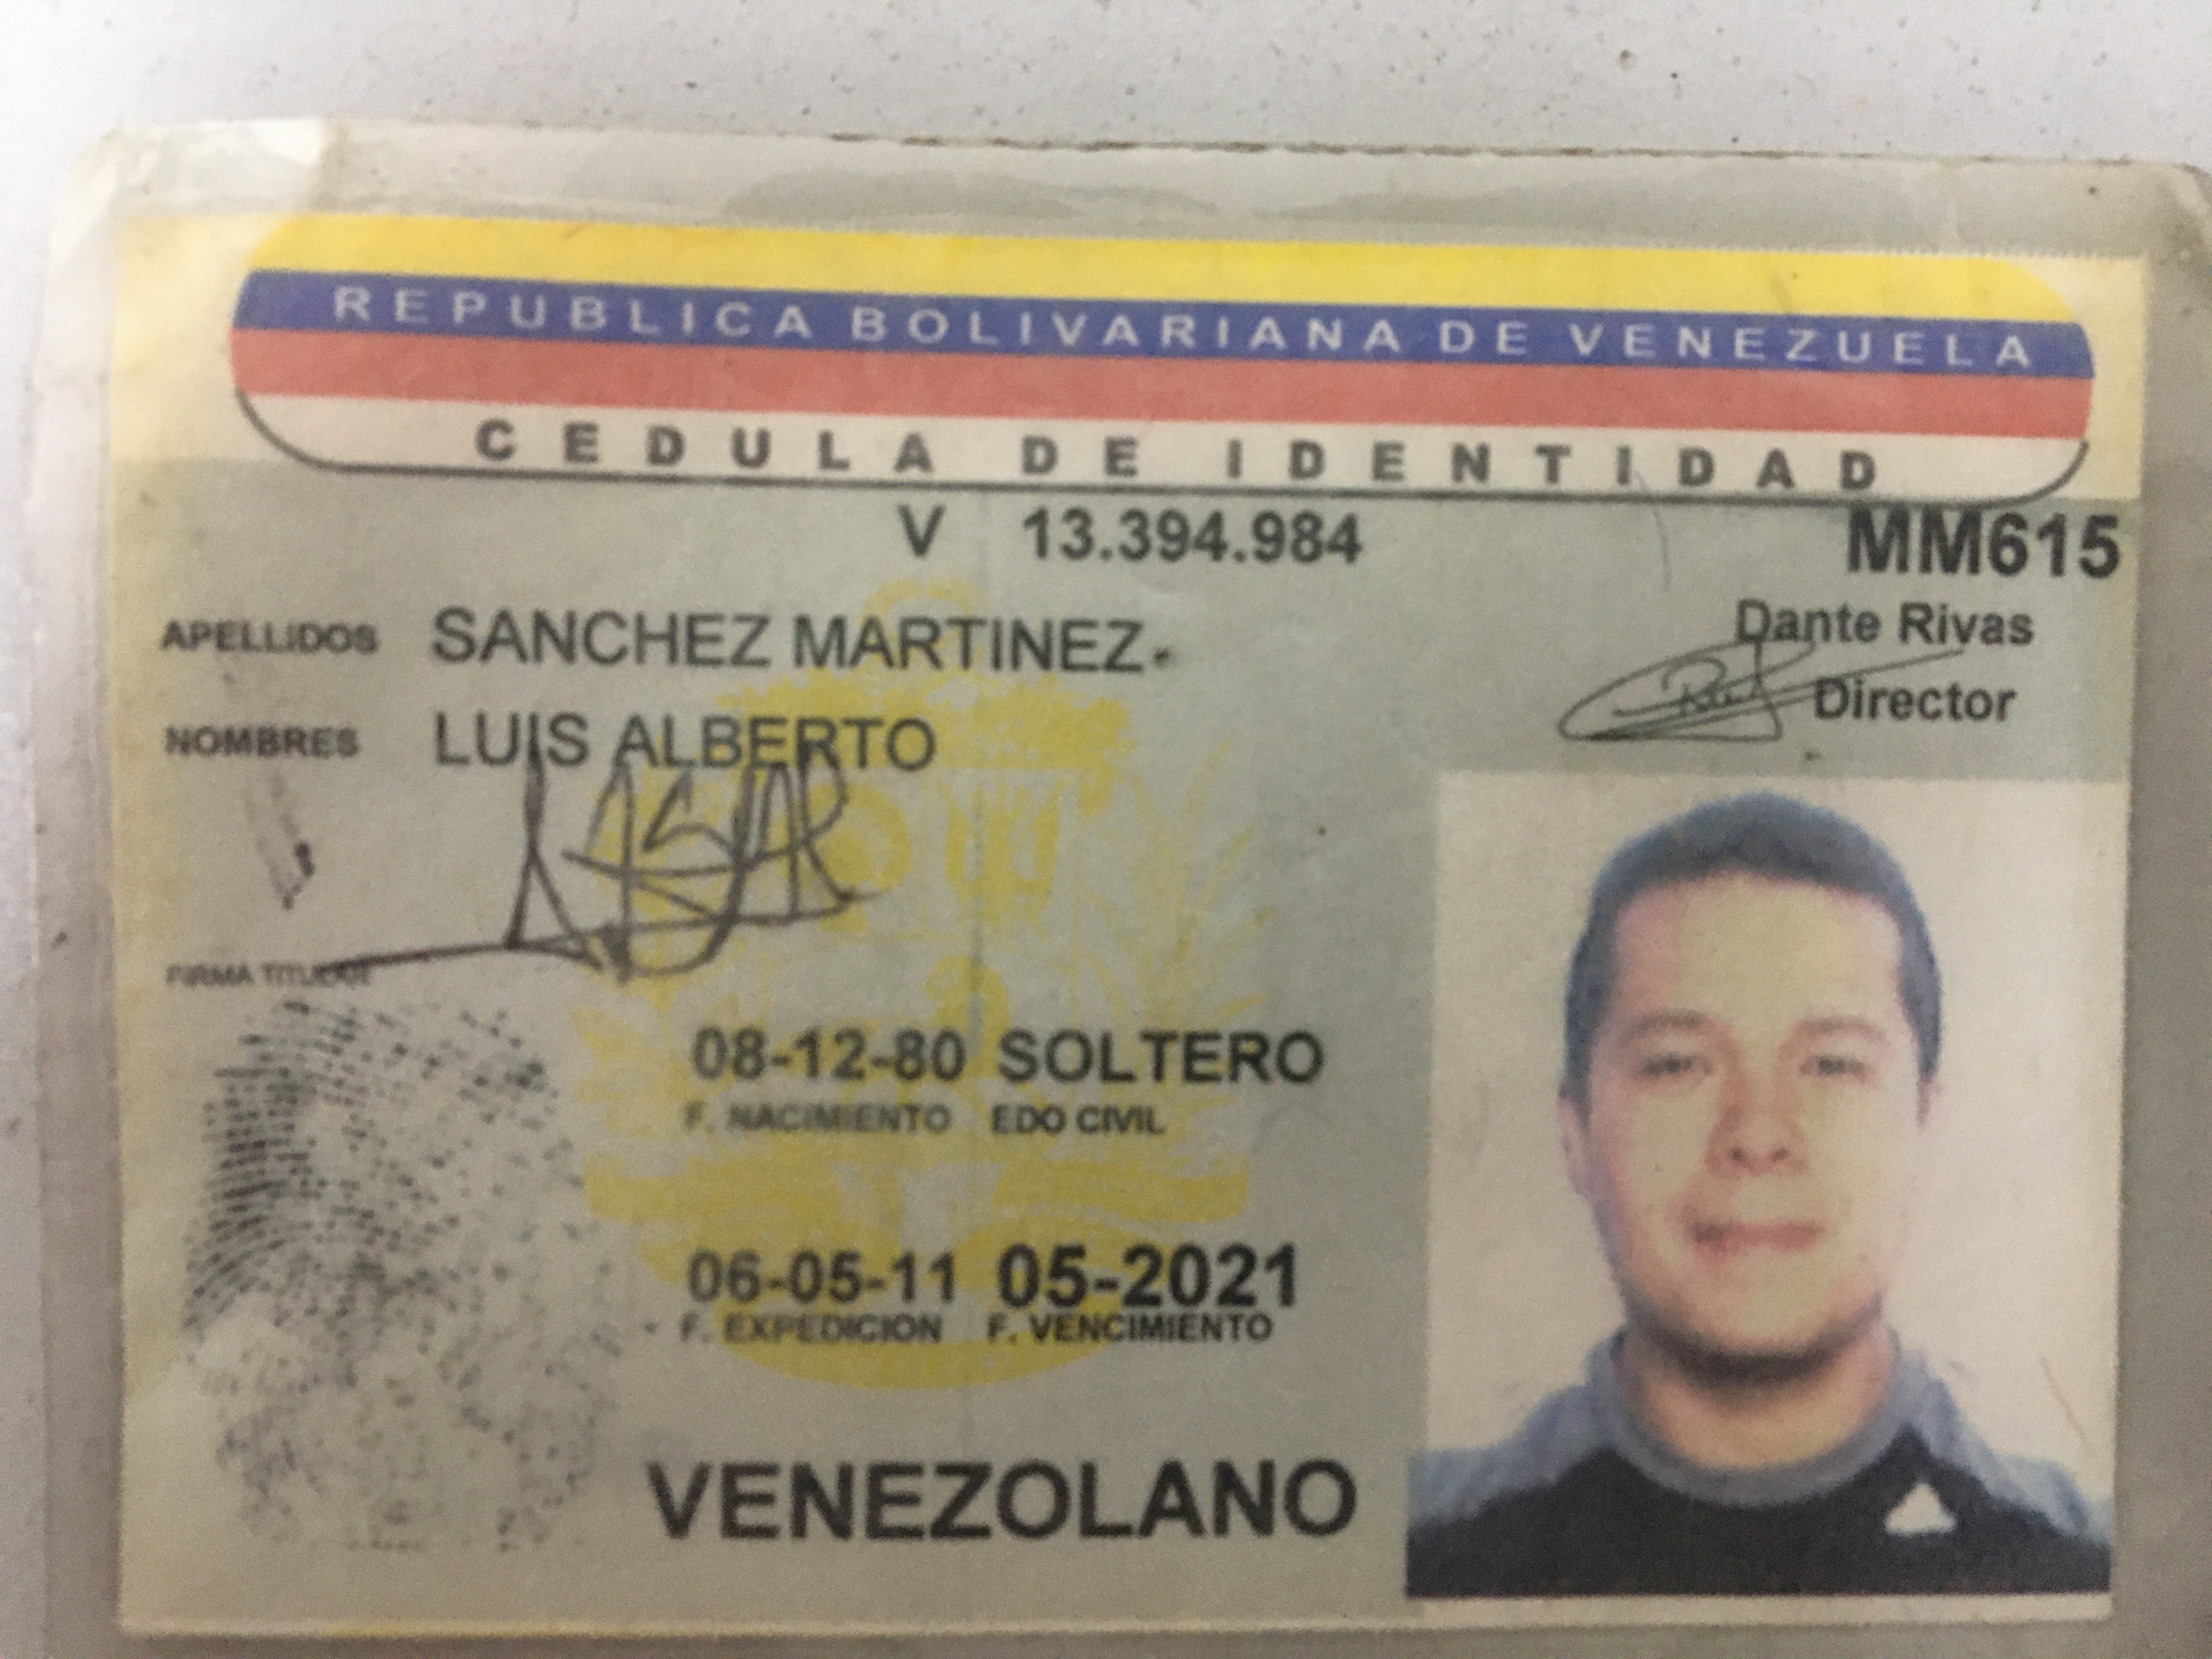 REPUBLICA BOLIVARIANA DE VENEZUELA
CEDULA DE IDENTIDAD
V 13.394.984
MM615
APELLIDOS SANCHEZ MARTINEZ
NOMBRES LUIS ALBERTO
Dante Rivas
Director
FIRMA TITULAR
08-12-80 SOLTERO
F. NACIMIENTO EDO CIVIL
06-05-11 05-2021
F. EXPEDICION F. VENCIMIENTO
VENEZOLANO